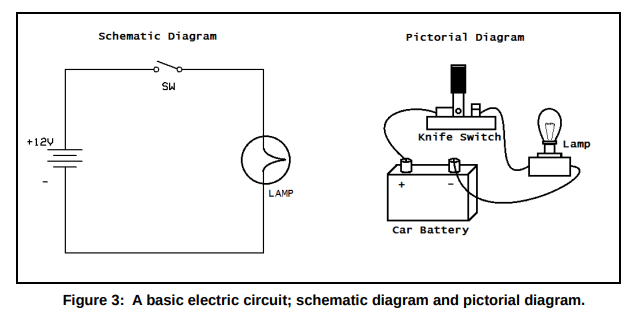 Schematic Diagram
Pictorial Diagram
SW
+12V
-
LAMP
Knife Switch
Lamp
+ -
Car Battery
Figure 3: A basic electric circuit; schematic diagram and pictorial diagram.